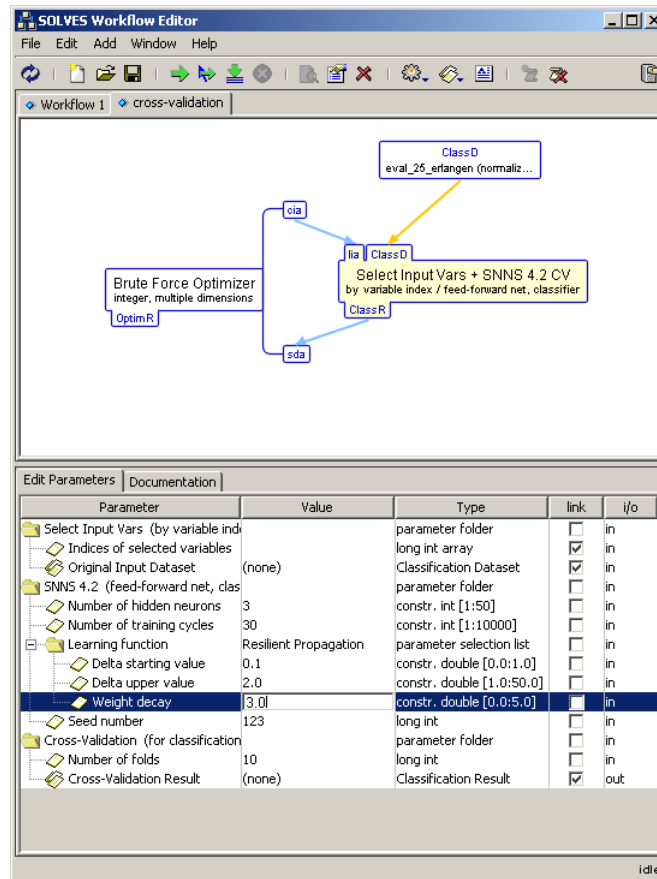 SOLVES Workflow Editor
File Edit Add Window Help
Workflow 1 cross-validation
ClassD
eval_25_erlangen (normaliz...
cia
lia ClassD
Select Input Vars + SNNS 4.2 CV
by variable index / feed-forward net, classifier
ClassR
Brute Force Optimizer
integer, multiple dimensions
OptimR
sda
Edit Parameters Documentation
Parameter Value Type link i/o
Select Input Vars (by variable inde parameter folder in
Indices of selected variables long int array in
Original Input Dataset (none) Classification Dataset in
SNNS 4.2 (feed-forward net, clas parameter folder in
Number of hidden neurons 3 constr. int [1:50] in
Number of training cycles 30 constr. int [1:10000] in
Learning function Resilient Propagation parameter selection list in
Delta starting value 0.1 constr. double [0.0:1.0] in
Delta upper value 2.0 constr. double [1.0:50.0] in
Weight decay 3.0 constr. double [0.0:5.0] in
Seed number 123 long int in
Cross-Validation (for classification parameter folder in
Number of folds 10 long int in
Cross-Validation Result (none) Classification Result out
idle